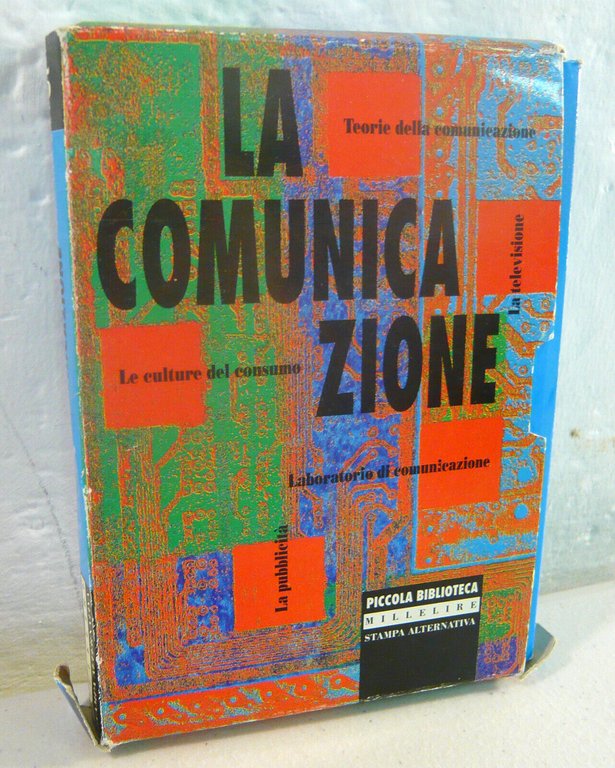 LA
Teorie della comunicazione
COMUNICA
La televisione
ZIONE
Le culture del consumo
Laboratorio di comunicazione
La pubblicità
PICCOLA BIBLIOTECA
MILLELIRE
STAMPA ALTERNATIVA